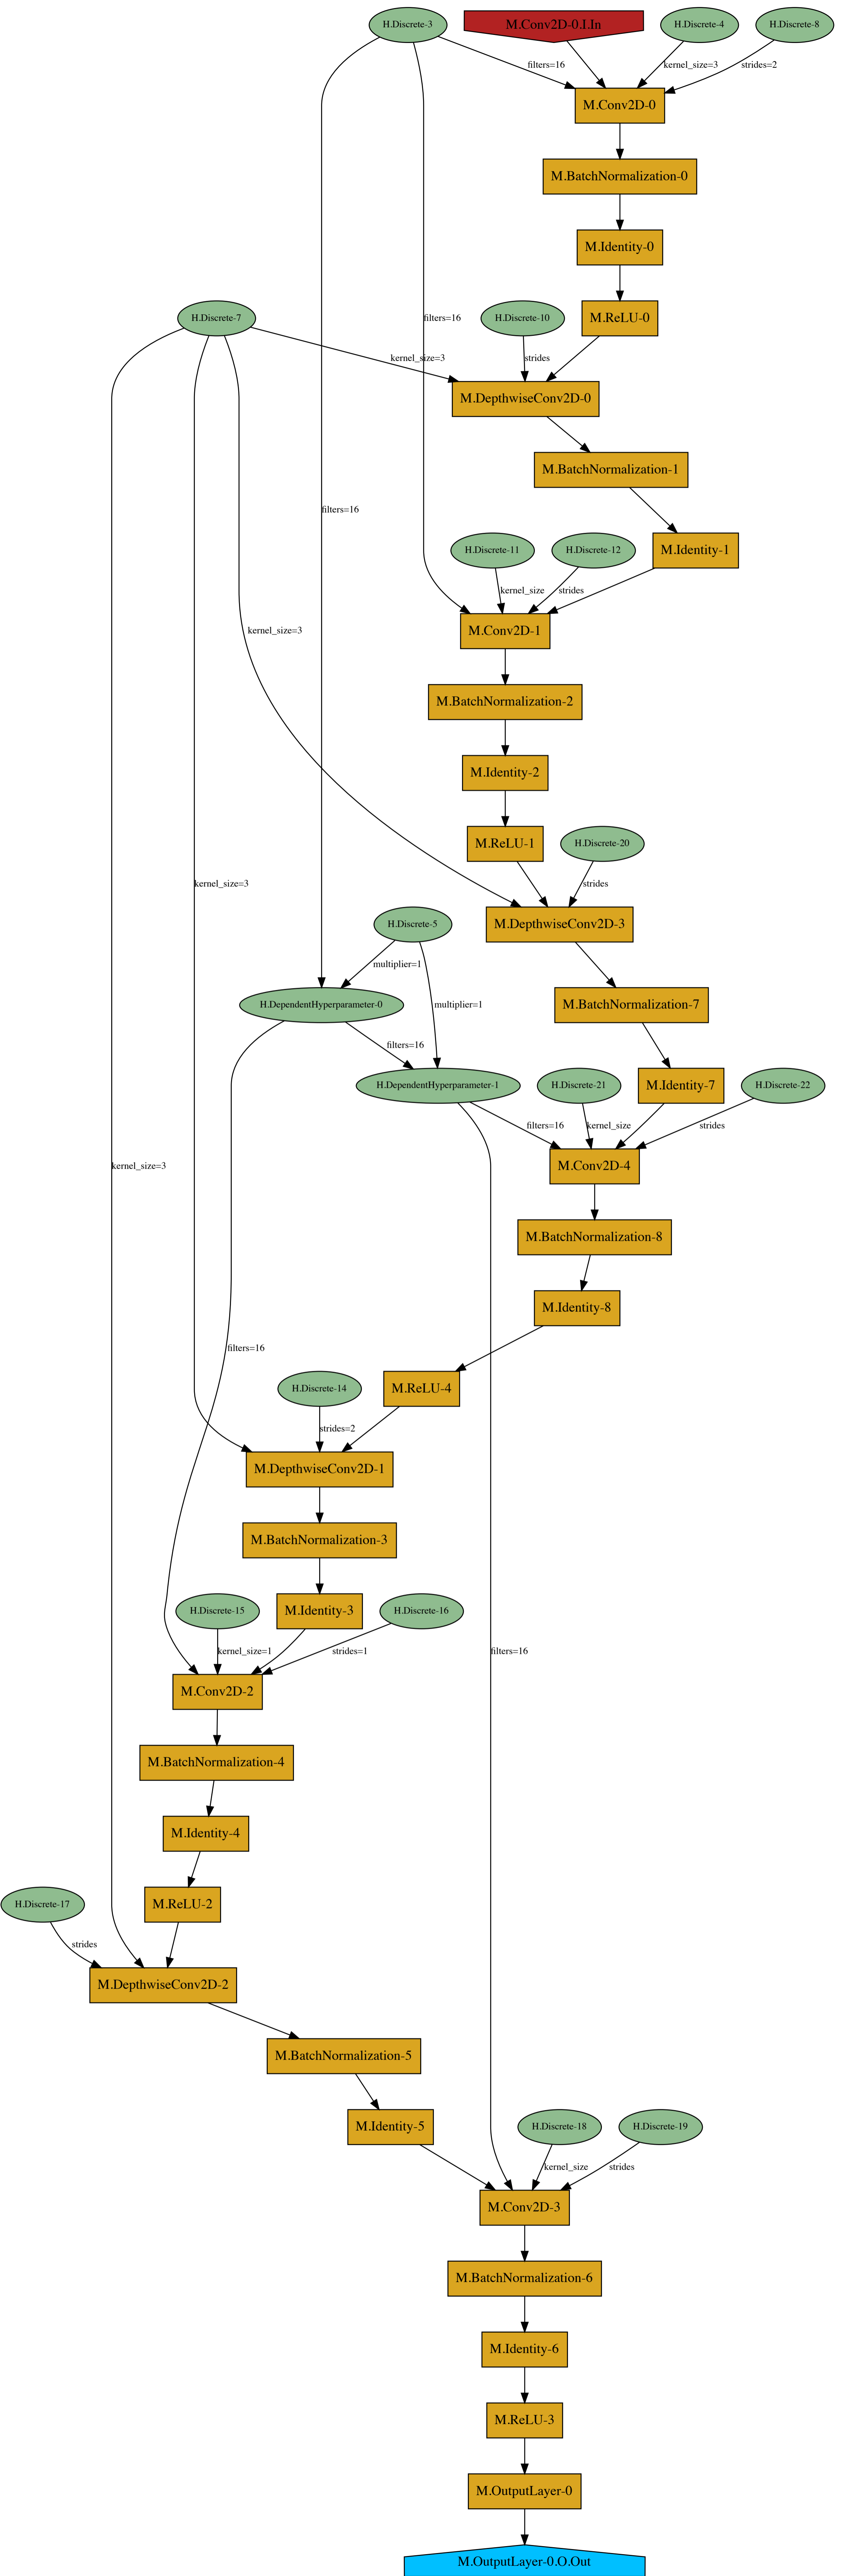 H.Discrete-3
M.Conv2D-0.I.In
H.Discrete-4
H.Discrete-8
filters=16
kernel_size=3
strides=2
M.Conv2D-0
M.BatchNormalization-0
M.Identity-0
H.Discrete-7
filters=16
H.Discrete-10
M.ReLU-0
kernel_size=3
strides
M.DepthwiseConv2D-0
M.BatchNormalization-1
filters=16
H.Discrete-11
H.Discrete-12
M.Identity-1
kernel_size
strides
kernel_size=3
M.Conv2D-1
M.BatchNormalization-2
M.Identity-2
M.ReLU-1
H.Discrete-20
kernel_size=3
strides
H.Discrete-5
M.DepthwiseConv2D-3
multiplier=1
H.DependentHyperparameter-0
multiplier=1
M.BatchNormalization-7
filters=16
H.DependentHyperparameter-1
H.Discrete-21
M.Identity-7
H.Discrete-22
filters=16
kernel_size
strides
kernel_size=3
M.Conv2D-4
M.BatchNormalization-8
M.Identity-8
filters=16
H.Discrete-14
M.ReLU-4
strides=2
M.DepthwiseConv2D-1
M.BatchNormalization-3
H.Discrete-15
M.Identity-3
H.Discrete-16
kernel_size=1
strides=1
filters=16
M.Conv2D-2
M.BatchNormalization-4
M.Identity-4
H.Discrete-17
M.ReLU-2
strides
M.DepthwiseConv2D-2
M.BatchNormalization-5
M.Identity-5
H.Discrete-18
H.Discrete-19
kernel_size
strides
M.Conv2D-3
M.BatchNormalization-6
M.Identity-6
M.ReLU-3
M.OutputLayer-0
M.OutputLayer-0.O.Out